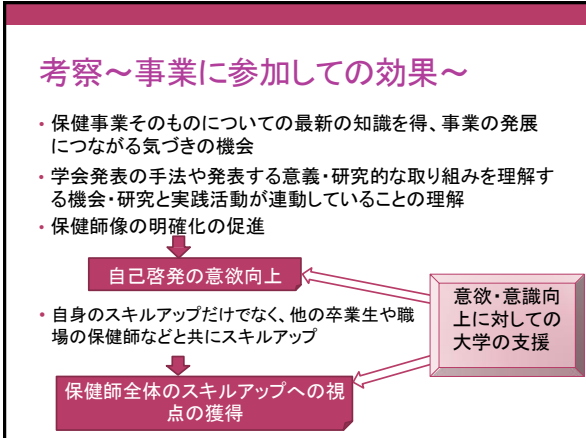 考察～事業に参加しての効果～
・保健事業そのものについての最新の知識を得、事業の発展
につながる気づきの機会
・学会発表の手法や発表する意義・研究的な取り組みを理解す
る機会・研究と実践活動が連動していることの理解
・保健師像の明確化の促進
自己啓発の意欲向上
・自身のスキルアップだけでなく、他の卒業生や職
場の保健師などと共にスキルアップ
保健師全体のスキルアップへの視
点の獲得
意欲・意識向
上に対しての
大学の支援